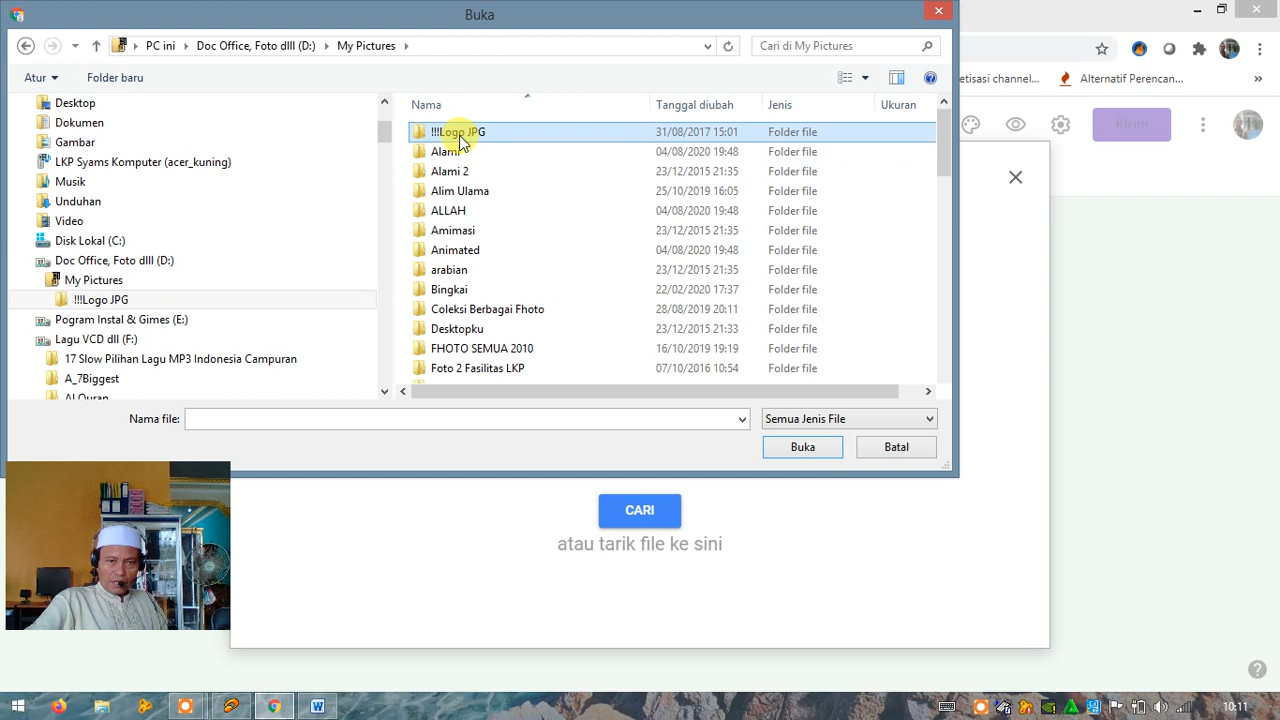 Buka
PC ini
Doc Office, Foto dlll (D:)
My Pictures
Cari di My Pictures
Atur
Folder baru
Desktop
Dokumen
Gambar
LKP Syams Komputer (acer_kuning)
Musik
Unduhan
Video
Disk Lokal (C:)
Doc Office, Foto dlll (D:)
My Pictures
!!!Logo JPG
Pogram Instal & Gimes (E:)
Lagu VCD dll (F:)
17 Slow Pilihan Lagu MP3 Indonesia Campuran
A_7Biggest
Al Quran
Nama Tanggal diubah Jenis Ukuran
!!!Logo JPG 31/08/2017 15:01 Folder file
Alami 04/08/2020 19:48 Folder file
Alami 2 23/12/2015 21:35 Folder file
Alim Ulama 25/10/2019 16:05 Folder file
ALLAH 04/08/2020 19:48 Folder file
Amimasi 23/12/2015 21:35 Folder file
Animated 04/08/2020 19:48 Folder file
arabian 23/12/2015 21:35 Folder file
Bingkai 22/02/2020 17:37 Folder file
Coleksi Berbagai Fhoto 28/08/2019 20:11 Folder file
Desktopku 23/12/2015 21:33 Folder file
FHOTO SEMUA 2010 16/10/2019 19:19 Folder file
Foto 2 Fasilitas LKP 07/10/2016 10:54 Folder file
Nama file:
Semua Jenis File
Buka
Batal
etisasi channel...
Alternatif Perencan...
Kirim
CARI
atau tarik file ke sini
10:11